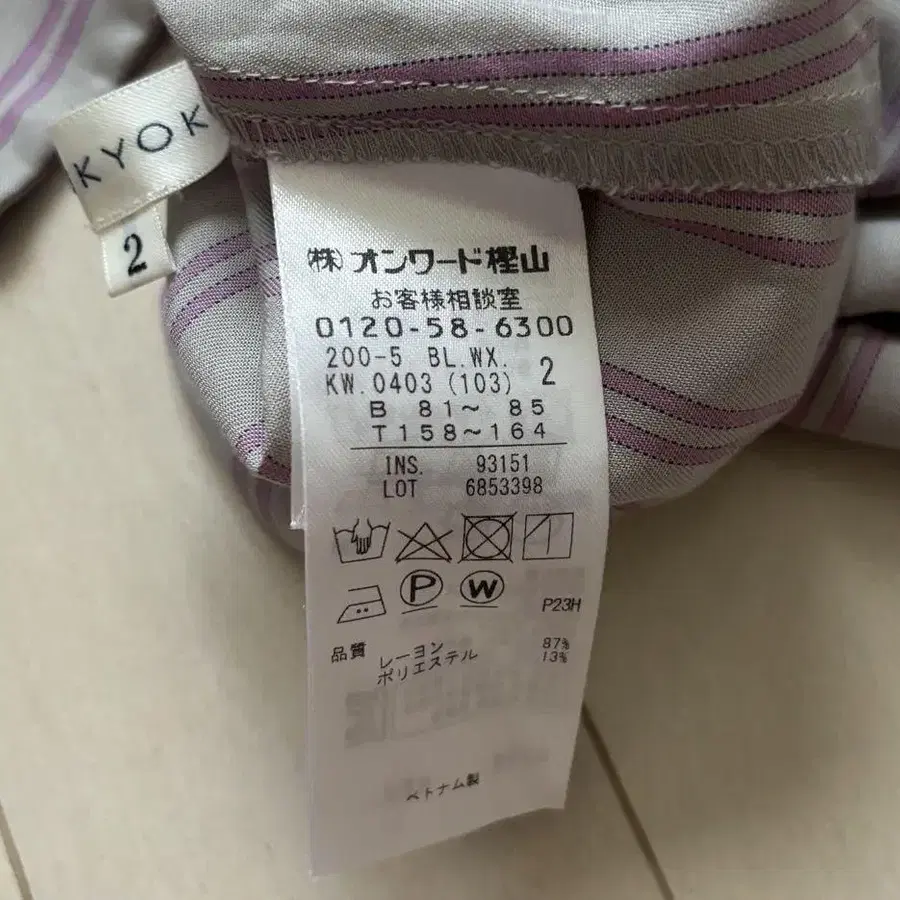 KYOK
2
(株)オンワード樫山
お客様相談室
0120-58-6300
200-5 BL.WX. 2
KW.0403 (103)
B 81~ 85
T158~164
INS. 93151
LOT 6853398
P
W
P23H
品質 レーヨン 87%
ポリエステル 13%
ベトナム製